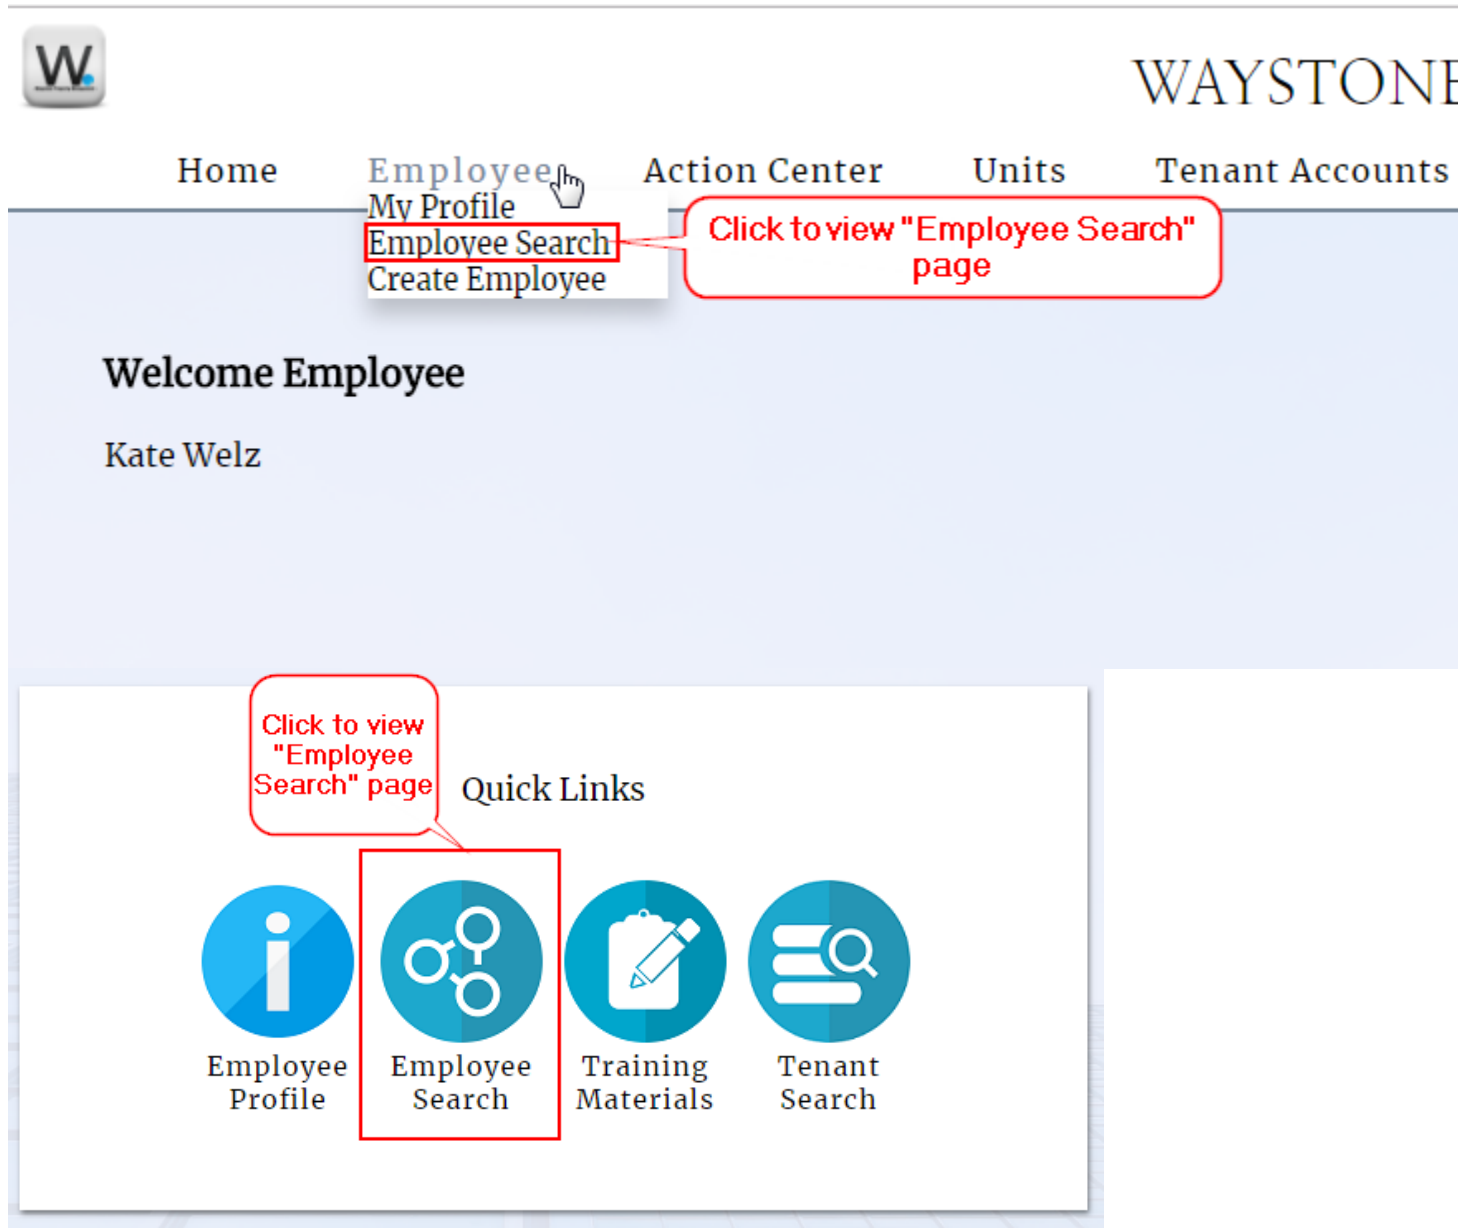 W.
WAYSTONE
Home Employee Action Center Units Tenant Accounts
My Profile
Employee Search
Create Employee
Click to view "Employee Search"
page
Welcome Employee
Kate Welz
Click to view
"Employee
Search" page
Quick Links
Employee
Profile
Employee
Search
Training
Materials
Tenant
Search